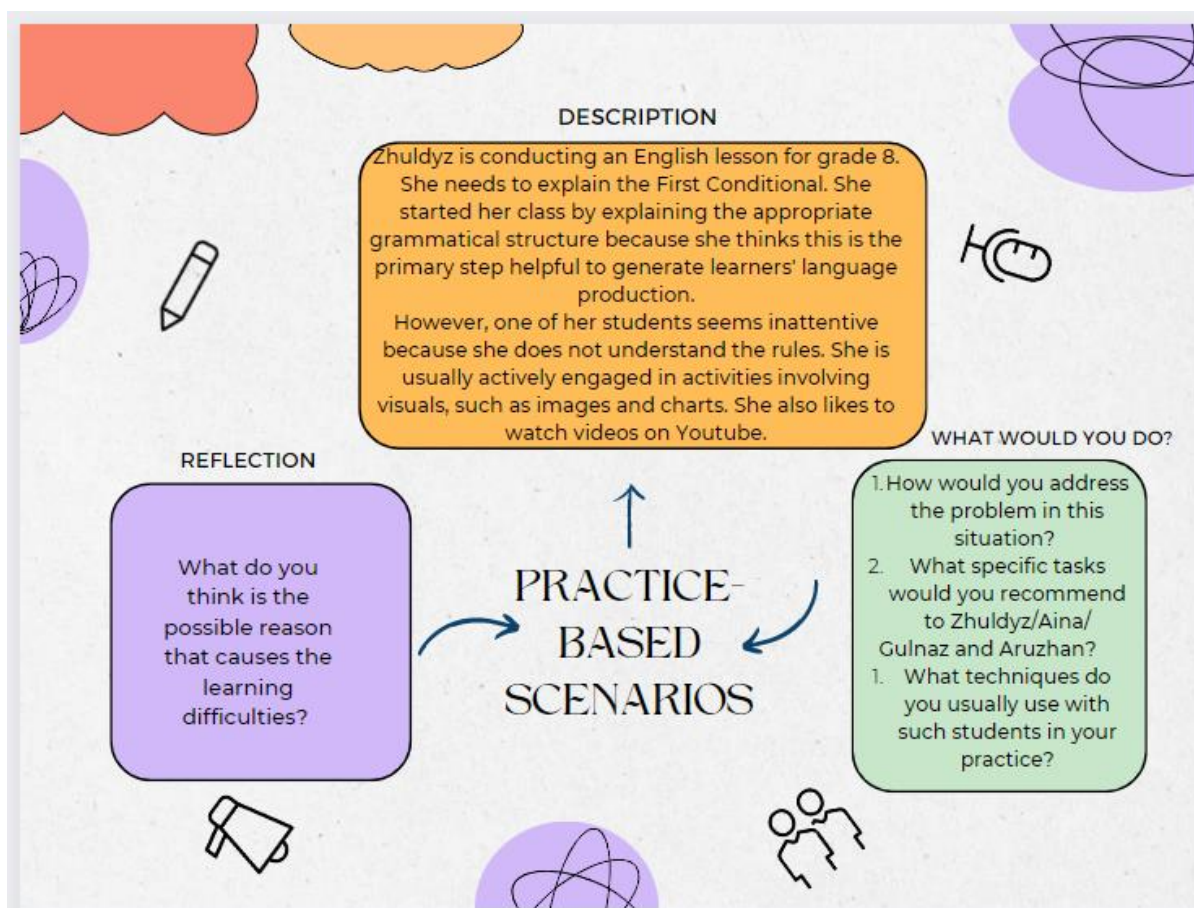 DESCRIPTION
Zhuldyz is conducting an English lesson for grade 8.
She needs to explain the First Conditional. She
started her class by explaining the appropriate
grammatical structure because she thinks this is the
primary step helpful to generate learners' language
production.
However, one of her students seems inattentive
because she does not understand the rules. She is
usually actively engaged in activities involving
visuals, such as images and charts. She also likes to
watch videos on Youtube.
REFLECTION
What do you
think is the
possible reason
that causes the
learning
difficulties?
PRACTICE-
BASED
SCENARIOS
WHAT WOULD YOU DO?
1. How would you address
the problem in this
situation?
2. What specific tasks
would you recommend
to Zhuldyz/Aina/
Gulnaz and Aruzhan?
1. What techniques do
you usually use with
such students in your
practice?